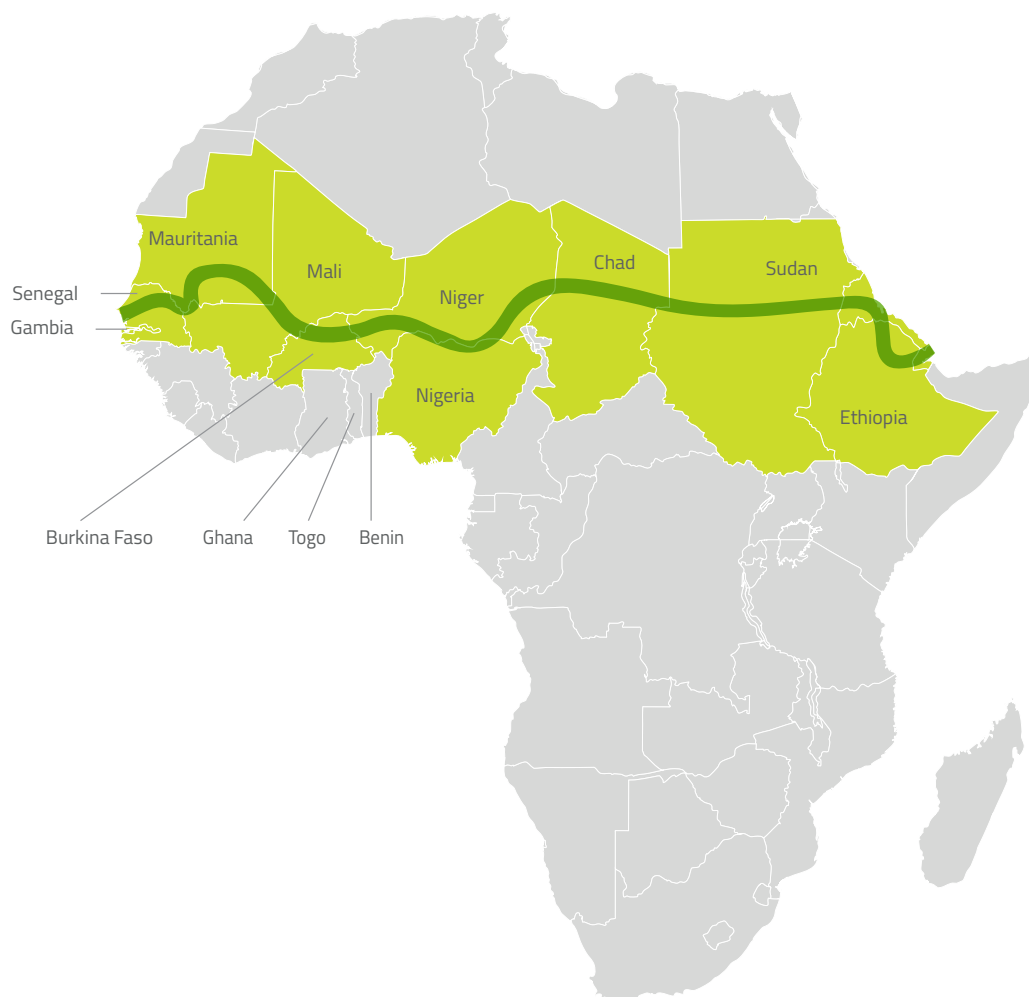 Mauritania
Mali
Niger
Chad
Sudan
Senegal
Gambia
Nigeria
Ethiopia
Burkina Faso
Ghana
Togo
Benin